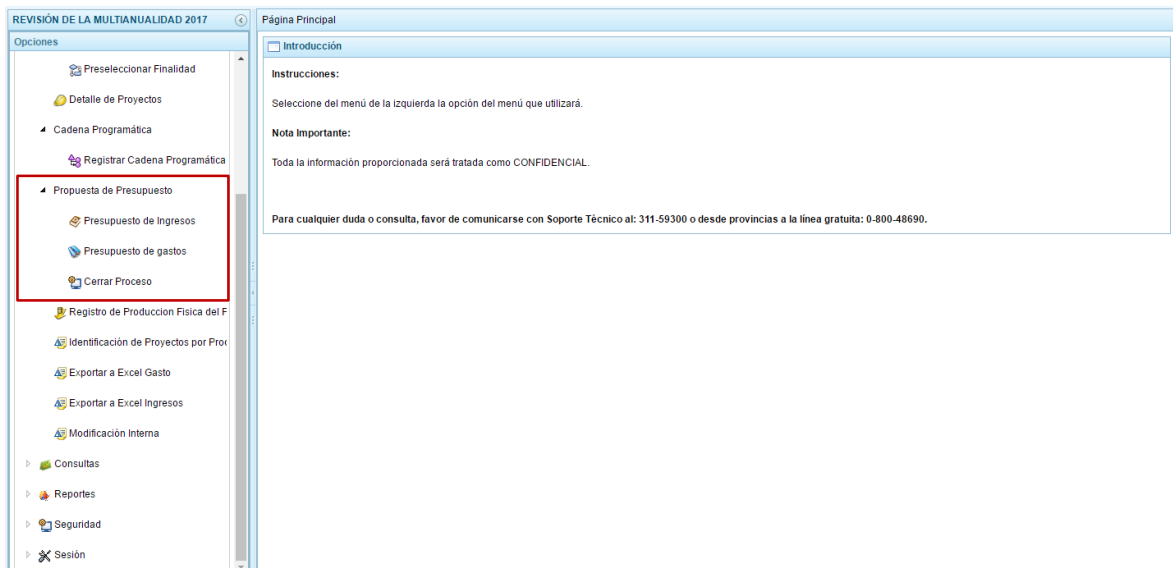 REVISIÓN DE LA MULTIANUALIDAD 2017
Opciones
Preseleccionar Finalidad
Detalle de Proyectos
Cadena Programática
Registrar Cadena Programática
Propuesta de Presupuesto
Presupuesto de Ingresos
Presupuesto de gastos
Cerrar Proceso
Registro de Produccion Fisica del F
Identificación de Proyectos por Proc
Exportar a Excel Gasto
Exportar a Excel Ingresos
Modificación Interna
Consultas
Reportes
Seguridad
Sesión
Página Principal
Introducción
Instrucciones:
Seleccione del menú de la izquierda la opción del menú que utilizará.
Nota Importante:
Toda la información proporcionada será tratada como CONFIDENCIAL.
Para cualquier duda o consulta, favor de comunicarse con Soporte Técnico al: 311-59300 o desde provincias a la línea gratuita: 0-800-48690.